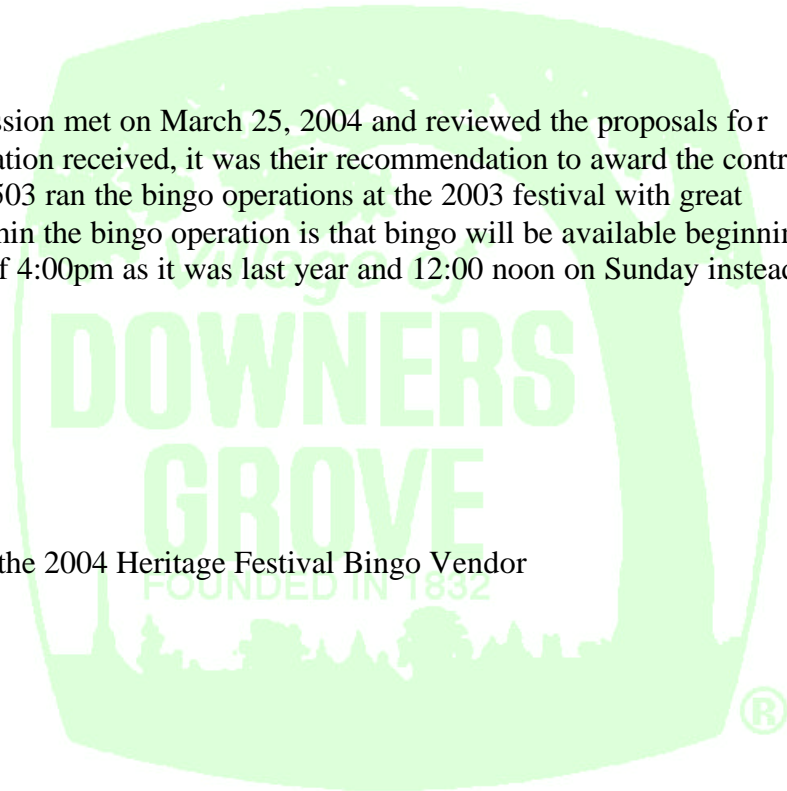 ssion met on March 25, 2004 and reviewed the proposals for
ation received, it was their recommendation to award the contr
503 ran the bingo operations at the 2003 festival with great
hin the bingo operation is that bingo will be available beginnin
f 4:00pm as it was last year and 12:00 noon on Sunday instead
Village of
DOWNERS
GROVE
the 2004 Heritage Festival Bingo Vendor
FOUNDED IN 1832
®